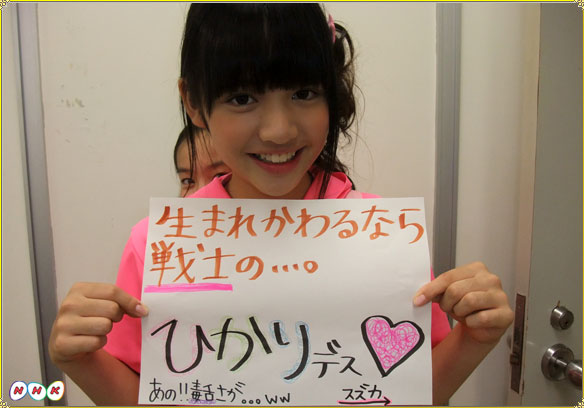 生まれかわるなら
戦士の...。
ひかりデス
あの!!毒舌さが...ww
スズカ
NHK